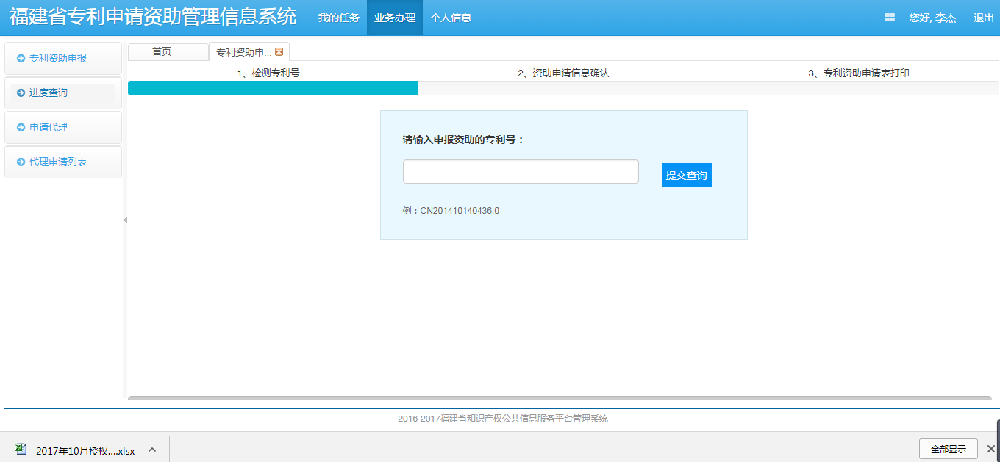 福建省专利申请资助管理信息系统 我的任务 业务办理 个人信息 您好, 李杰 退出
专利资助申报
进度查询
申请代理
代理申请列表
首页 专利资助申...
1、检测专利号 2、资助申请信息确认 3、专利资助申请表打印
请输入申报资助的专利号：
提交查询
例：CN201410140436.0
2016-2017福建省知识产权公共信息服务平台管理系统
2017年10月授权....xlsx 全部显示